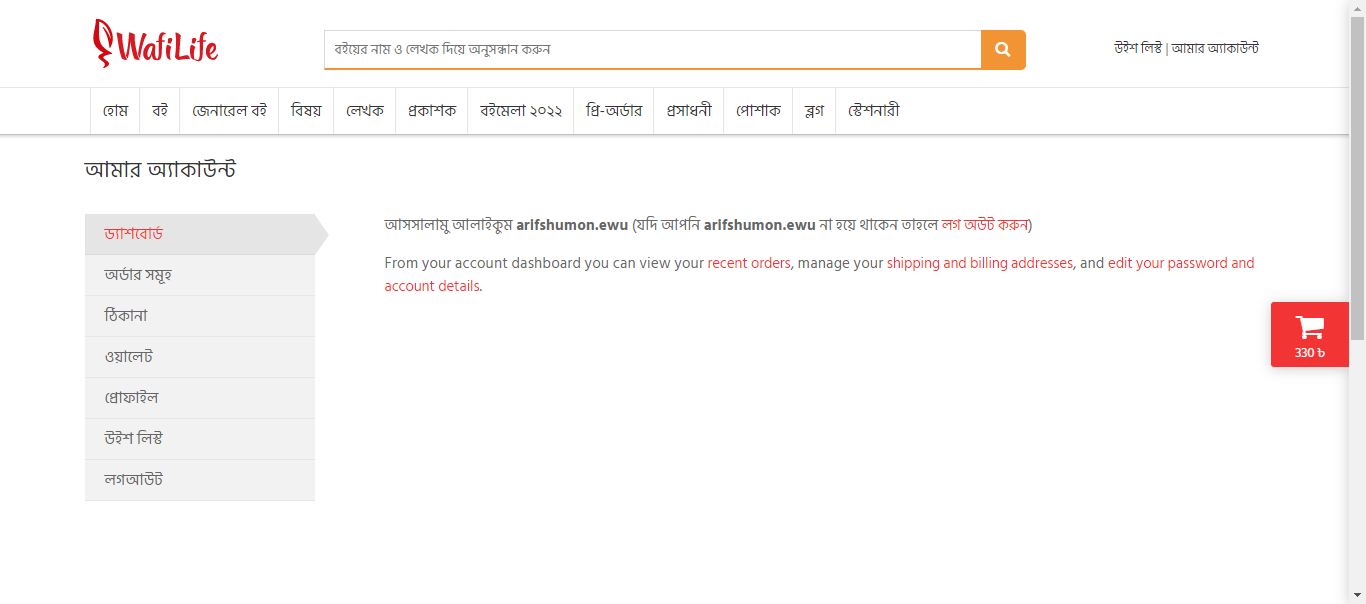 WafiLife
বইয়ের নাম ও লেখক দিয়ে অনুসন্ধান করুন
উইশ লিস্ট | আমার অ্যাকাউন্ট
হোম বই জেনারেল বই বিষয় লেখক প্রকাশক বইমেলা ২০২২ প্রি-অর্ডার প্রসাধনী পোশাক ব্লগ স্টেশনারী
আমার অ্যাকাউন্ট
ড্যাশবোর্ড
অর্ডার সমূহ
ঠিকানা
ওয়ালেট
প্রোফাইল
উইশ লিস্ট
লগআউট
আসসালামু আলাইকুম arifshumon.ewu (যদি আপনি arifshumon.ewu না হয়ে থাকেন তাহলে লগ অউট করুন)
From your account dashboard you can view your recent orders, manage your shipping and billing addresses, and edit your password and
account details.
330 ৳